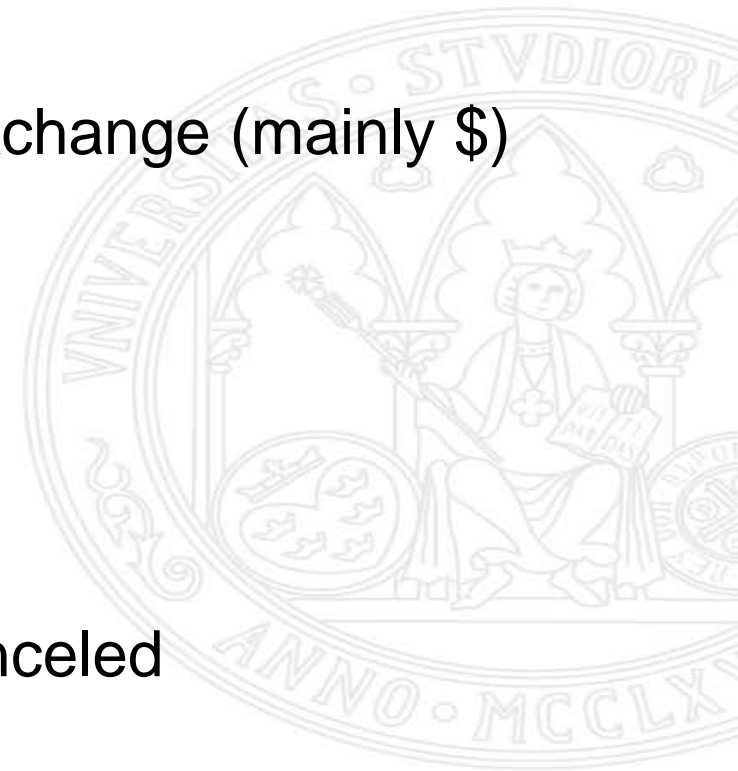 change (mainly $)
nceled
VNIVERS
S • STVDIORV
ANNO • MCCLX